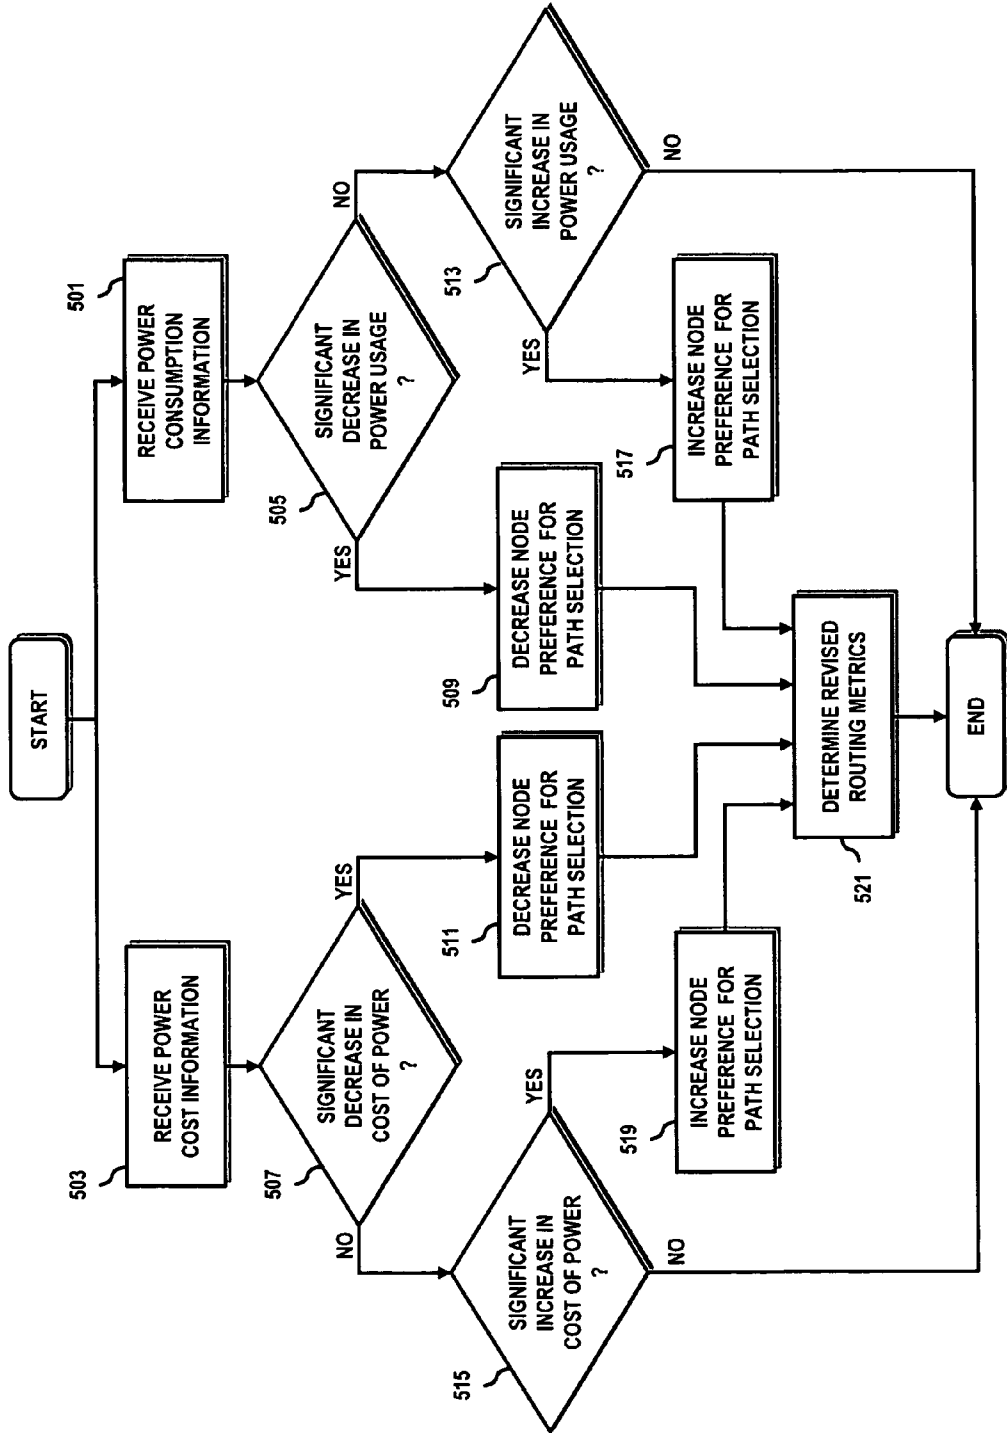 START
503
RECEIVE POWER
COST INFORMATION
501
RECEIVE POWER
CONSUMPTION
INFORMATION
507
SIGNIFICANT
DECREASE IN
COST OF POWER
?
NO
YES
505
SIGNIFICANT
DECREASE IN
POWER USAGE
?
YES
NO
515
SIGNIFICANT
INCREASE IN
COST OF POWER
?
YES
NO
511
DECREASE NODE
PREFERENCE FOR
PATH SELECTION
509
DECREASE NODE
PREFERENCE FOR
PATH SELECTION
513
SIGNIFICANT
INCREASE IN
POWER USAGE
?
YES
NO
519
INCREASE NODE
PREFERENCE FOR
PATH SELECTION
517
INCREASE NODE
PREFERENCE FOR
PATH SELECTION
521
DETERMINE REVISED
ROUTING METRICS
END